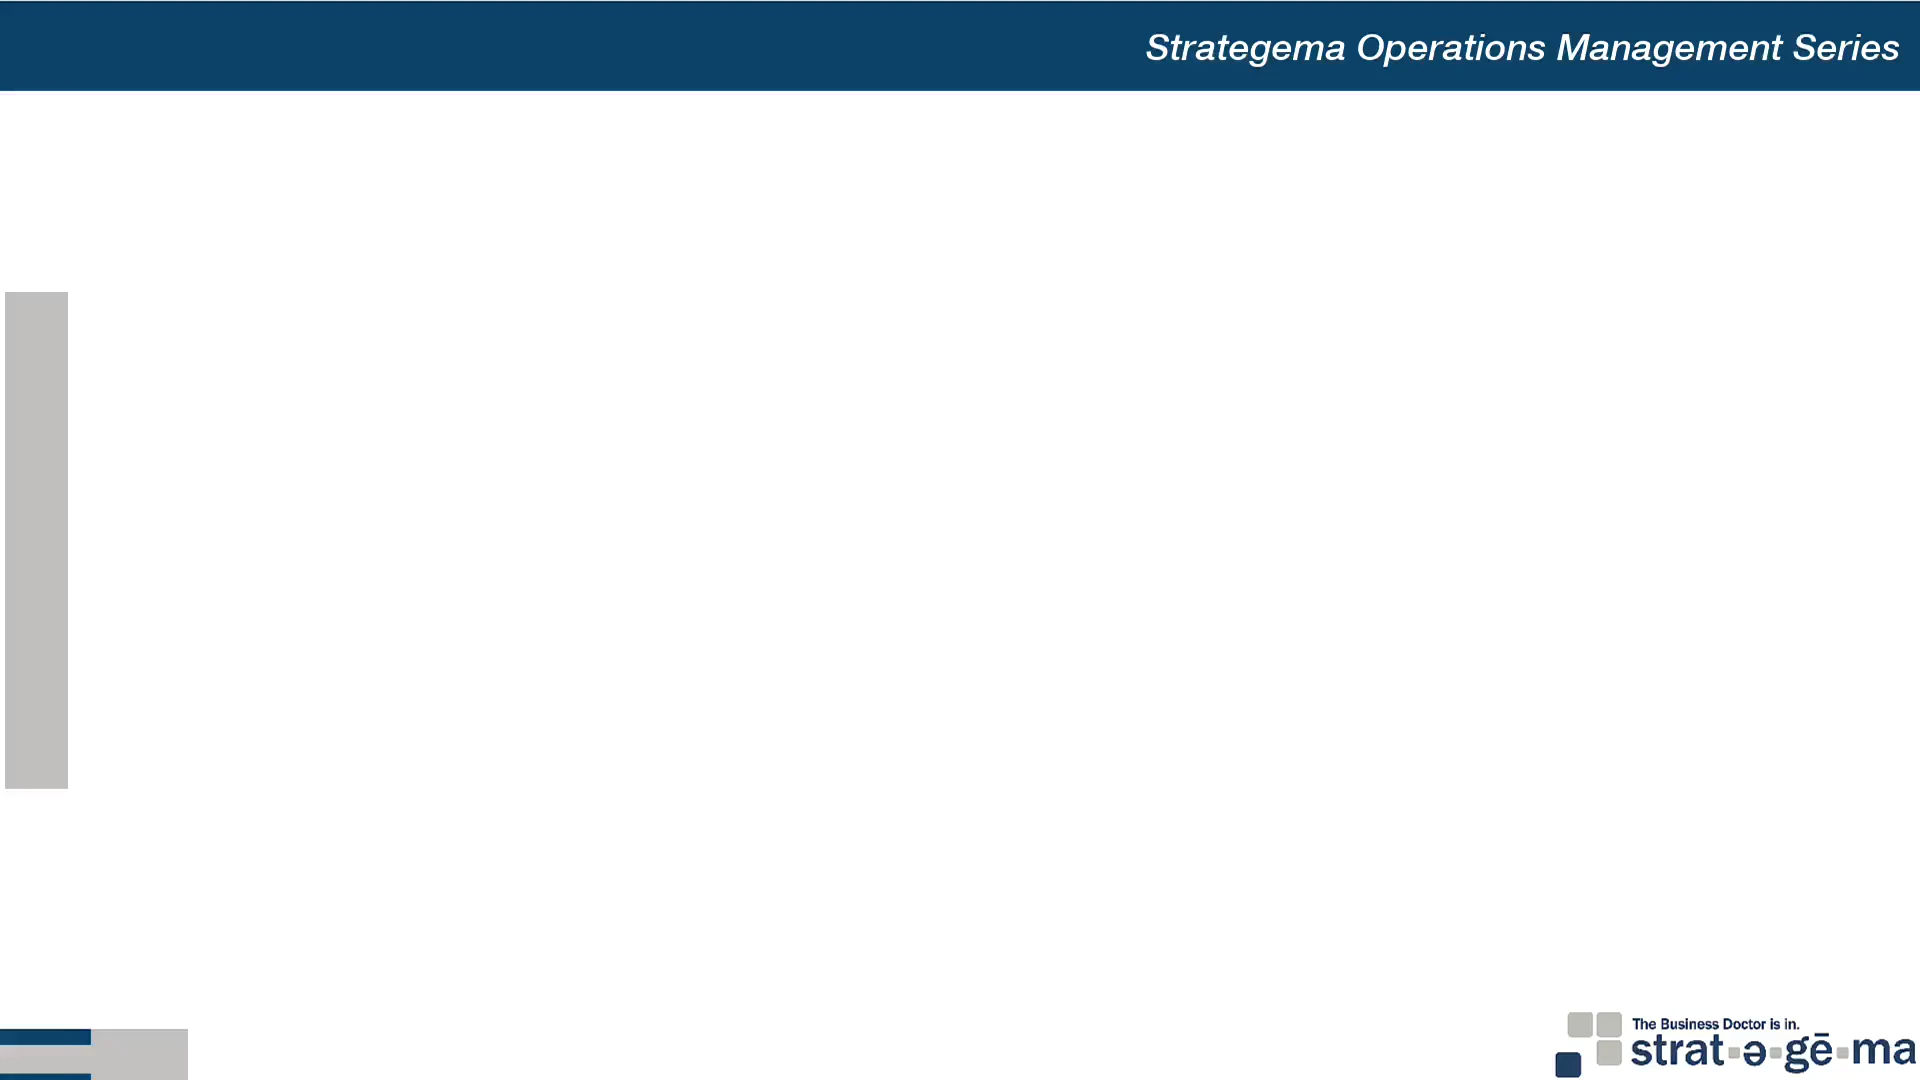 Strategema Operations Management Series
The Business Doctor is in.
strat-ə-gē-ma